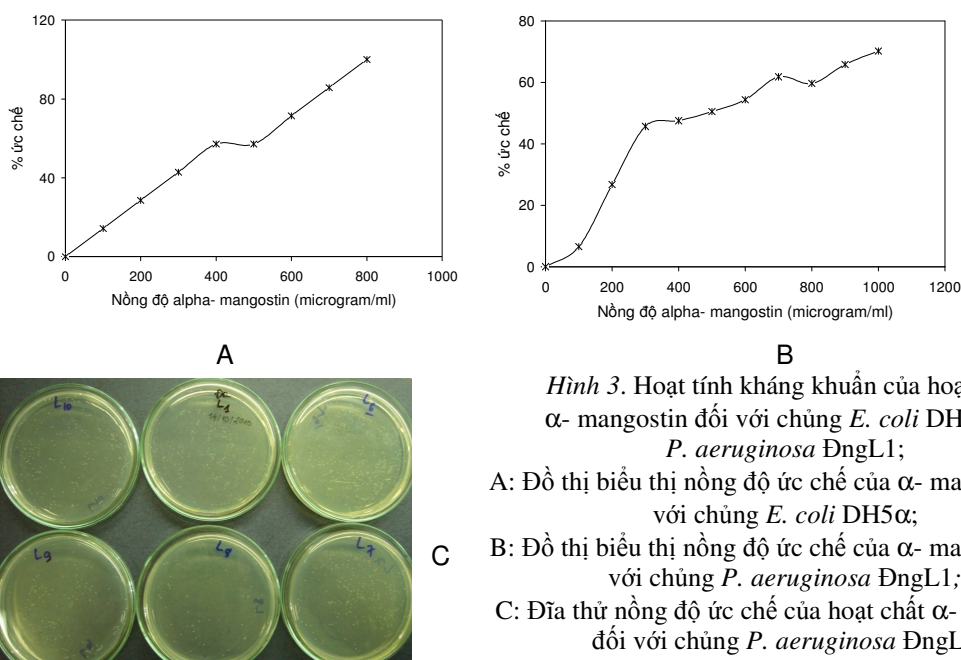 120
80
40
0
% ức chế
0 200 400 600 800 1000
Nồng độ alpha- mangostin (microgram/ml)
A
80
60
40
20
0
% ức chế
0 200 400 600 800 1000 1200
Nồng độ alpha- mangostin (microgram/ml)
B
L10
ĐC
L1
14/10/2010
L6
L9
L8
L7
C
Hình 3. Hoạt tính kháng khuẩn của
α- mangostin đối với chủng E. coli
P. aeruginosa ĐngL1;
A: Đồ thị biểu thị nồng độ ức chế của α-
với chủng E. coli DH5α;
B: Đồ thị biểu thị nồng độ ức chế của α-
với chủng P. aeruginosa ĐngL1;
C: Đĩa thử nồng độ ức chế của hoạt chất α-
đối với chủng P. aeruginosa